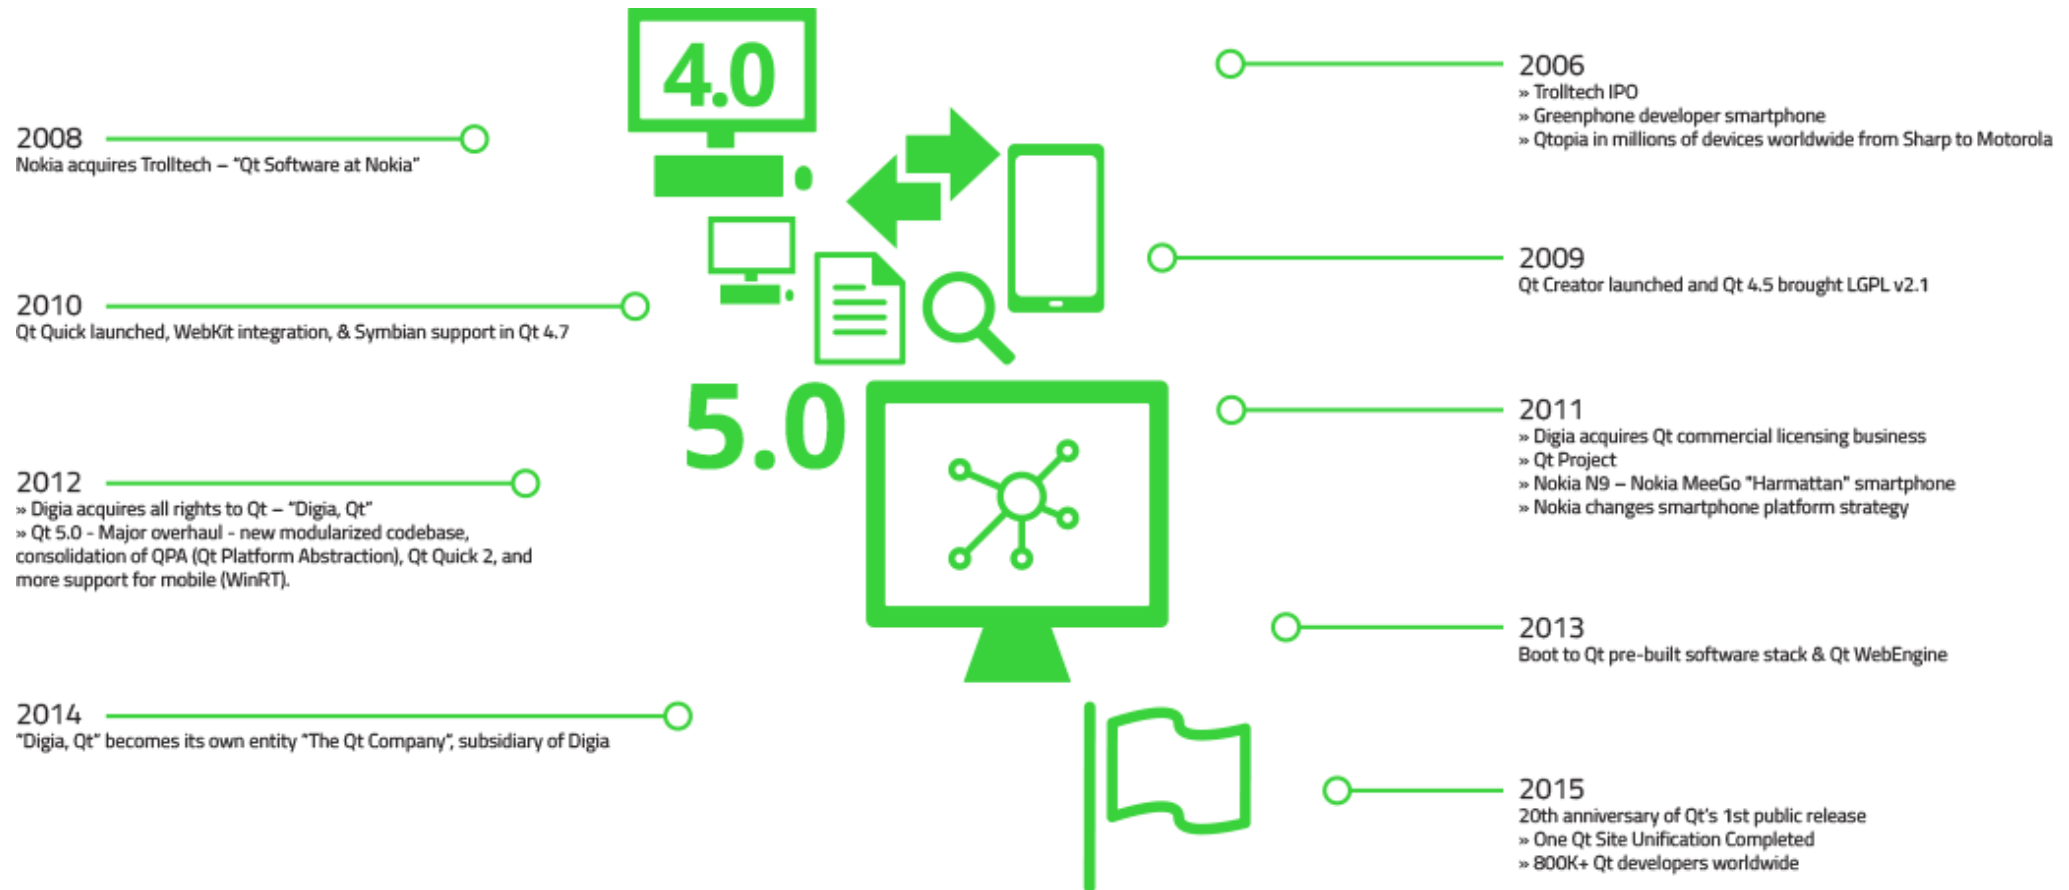 4.0
2006
» Trolltech IPO
» Greenphone developer smartphone
» Qtopia in millions of devices worldwide from Sharp to Motorola
2008
Nokia acquires Trolltech – “Qt Software at Nokia”
2009
Qt Creator launched and Qt 4.5 brought LGPL v2.1
2010
Qt Quick launched, WebKit integration, & Symbian support in Qt 4.7
5.0
2011
» Digia acquires Qt commercial licensing business
» Qt Project
» Nokia N9 – Nokia MeeGo "Harmattan" smartphone
» Nokia changes smartphone platform strategy
2012
» Digia acquires all rights to Qt – “Digia, Qt”
» Qt 5.0 - Major overhaul - new modularized codebase,
consolidation of QPA (Qt Platform Abstraction), Qt Quick 2, and
more support for mobile (WinRT).
2013
Boot to Qt pre-built software stack & Qt WebEngine
2014
“Digia, Qt” becomes its own entity “The Qt Company”, subsidiary of Digia
2015
20th anniversary of Qt's 1st public release
» One Qt Site Unification Completed
» 800K+ Qt developers worldwide